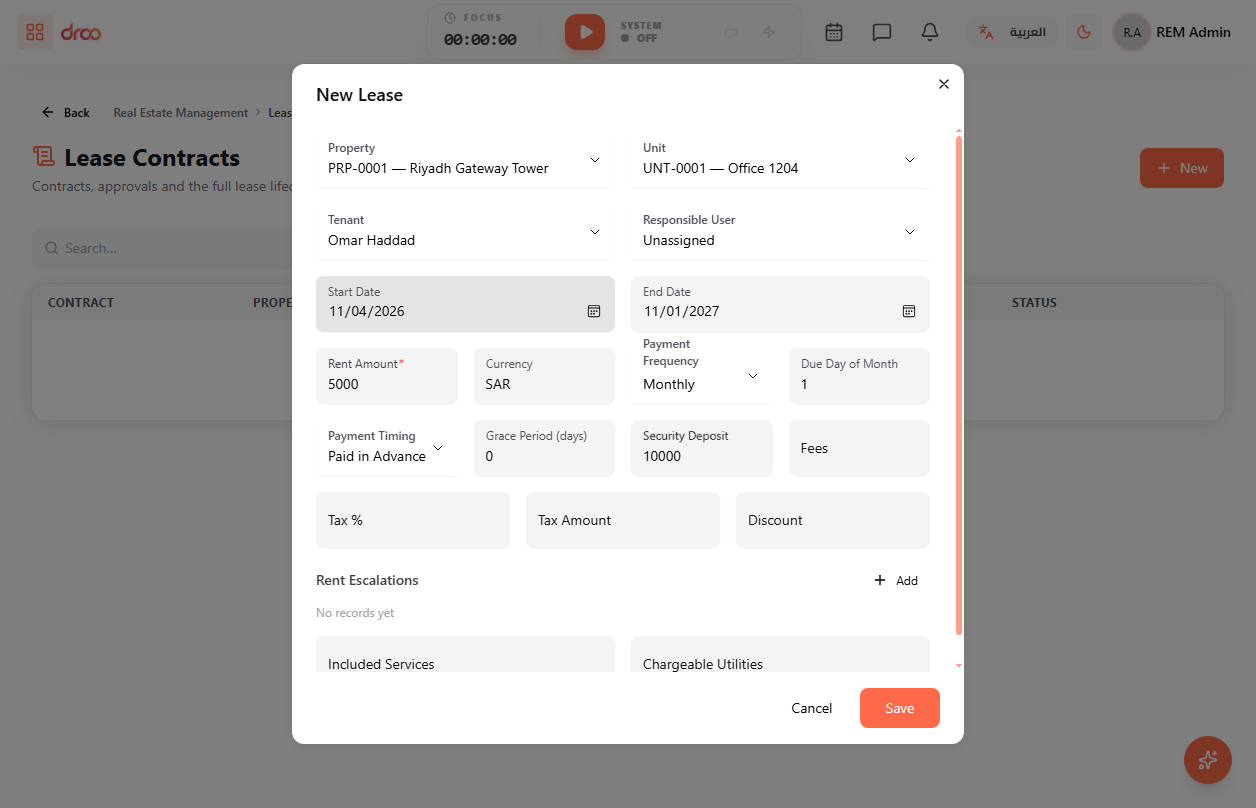 droo
FOCUS
00:00:00
SYSTEM
OFF
العربية
R.A
REM Admin
Back
Real Estate Management
Leas
Lease Contracts
Contracts, approvals and the full lease lifec
New
Search...
CONTRACT
PROPE
STATUS
New Lease
Property
PRP-0001 — Riyadh Gateway Tower
Unit
UNT-0001 — Office 1204
Tenant
Omar Haddad
Responsible User
Unassigned
Start Date
11/04/2026
End Date
11/01/2027
Rent Amount*
5000
Currency
SAR
Payment
Frequency
Monthly
Due Day of Month
1
Payment Timing
Paid in Advance
Grace Period (days)
0
Security Deposit
10000
Fees
Tax %
Tax Amount
Discount
Rent Escalations
Add
No records yet
Included Services
Chargeable Utilities
Cancel
Save